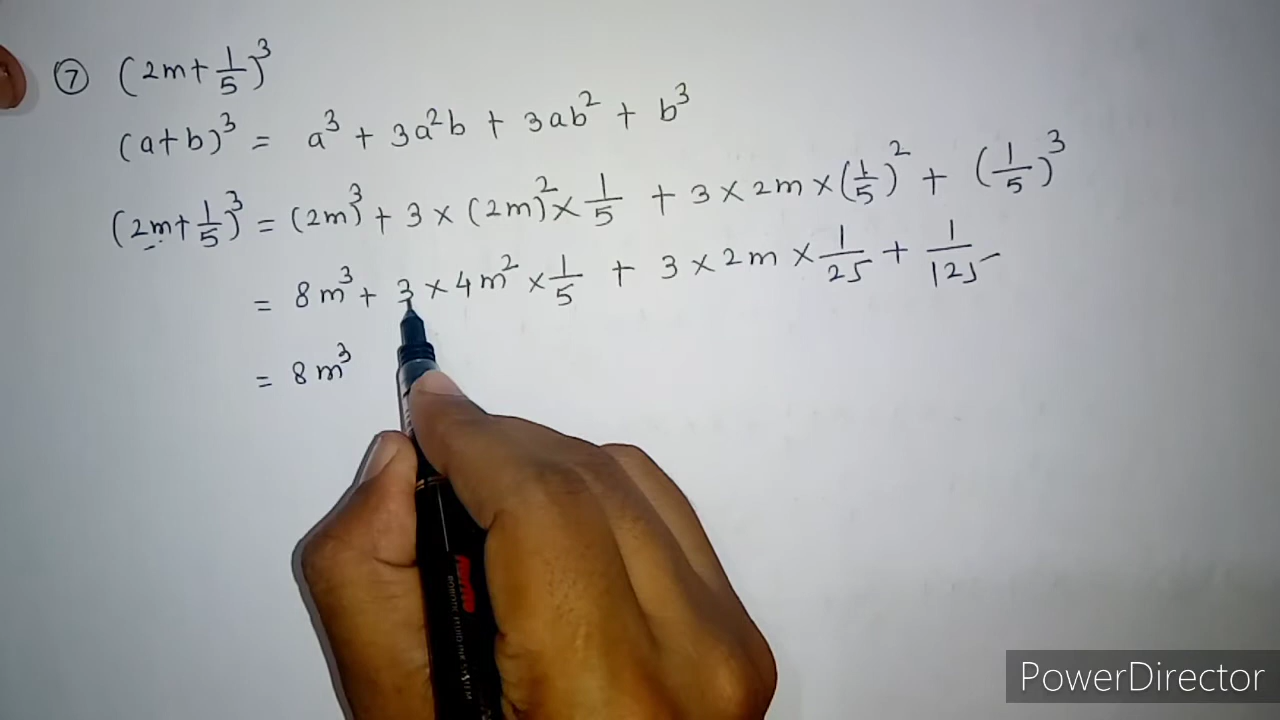 ⑦ (2m+1/5)³
(a+b)³ = a³ + 3a²b + 3ab² + b³
(2m+1/5)³ = (2m)³ + 3 × (2m)² × 1/5 + 3 × 2m × (1/5)² + (1/5)³
= 8m³ + 3 × 4m² × 1/5 + 3 × 2m × 1/25 + 1/125
= 8m³
PowerDirector